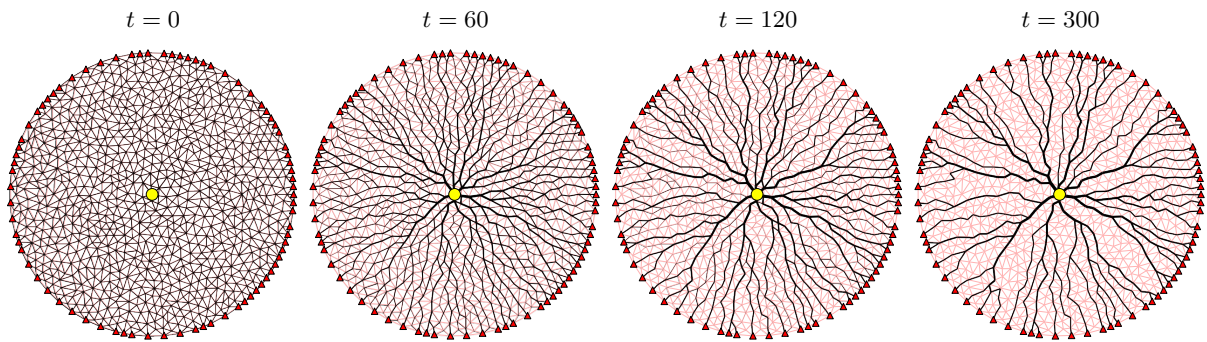 t = 0 t = 60 t = 120 t = 300